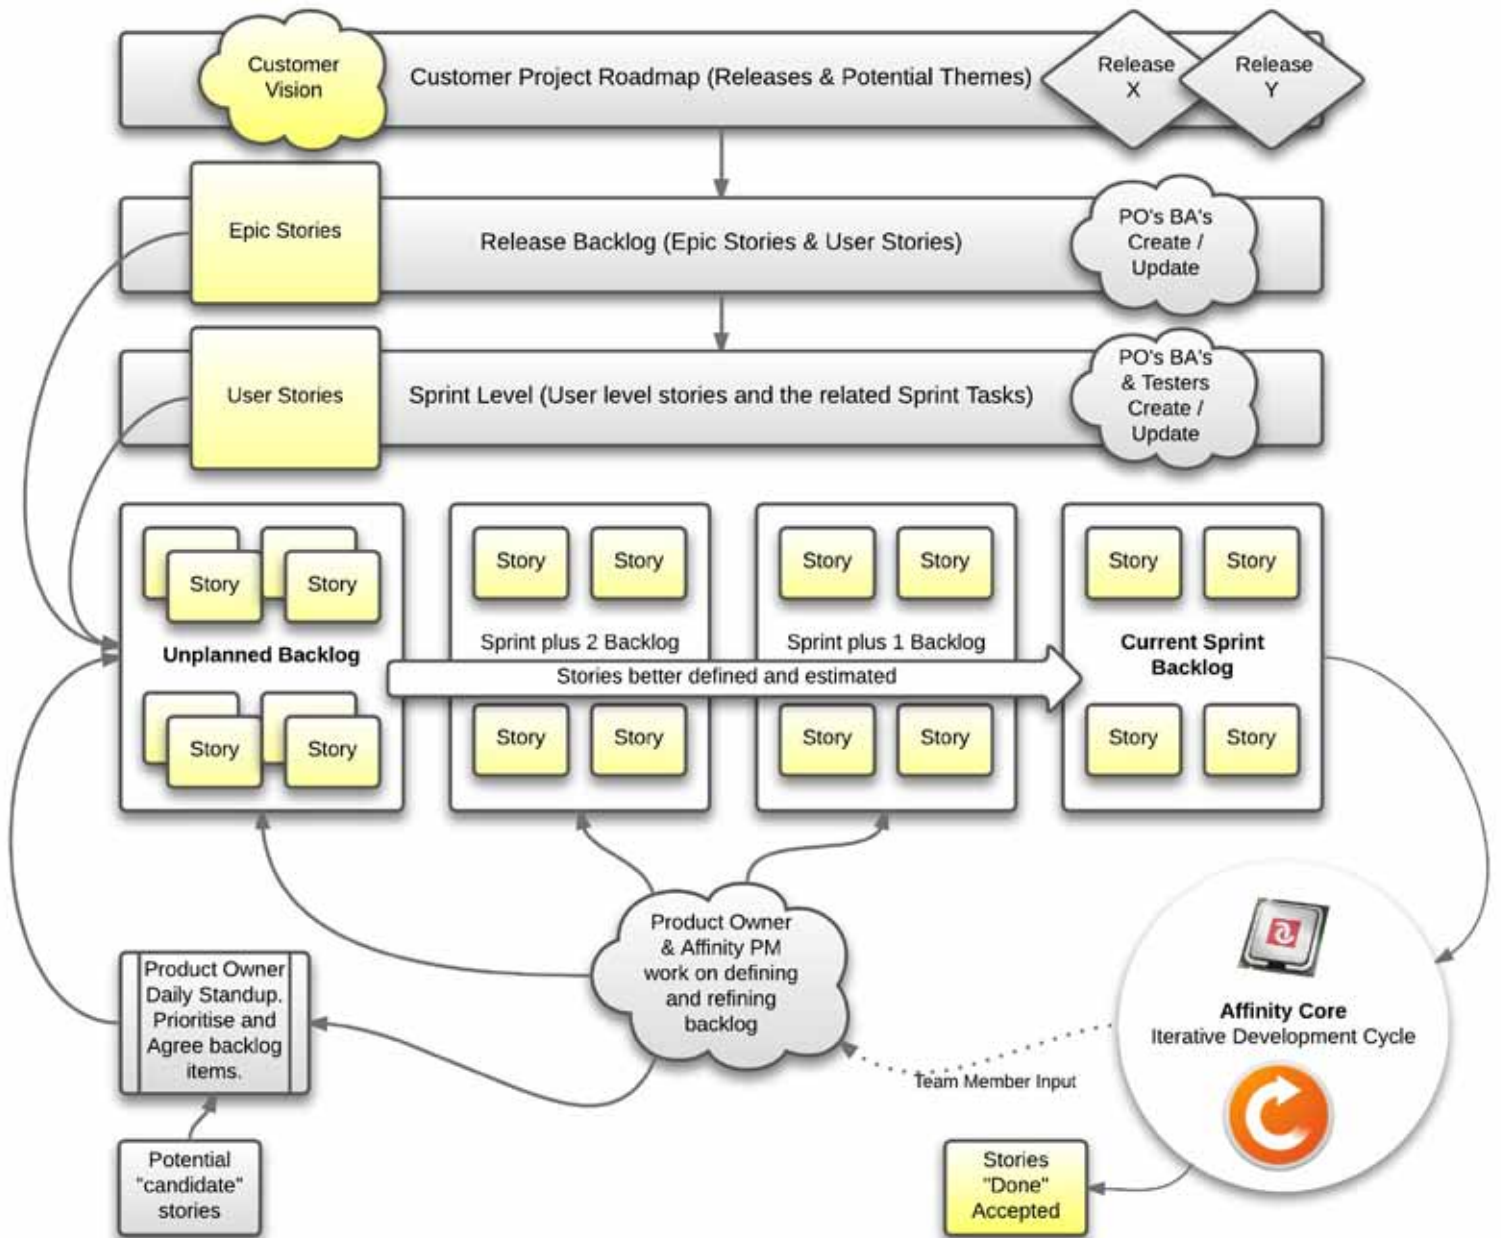 Customer
Vision
Customer Project Roadmap (Releases & Potential Themes)
Release
X
Release
Y
Epic Stories
Release Backlog (Epic Stories & User Stories)
PO's BA's
Create /
Update
User Stories
Sprint Level (User level stories and the related Sprint Tasks)
PO's BA's
& Testers
Create /
Update
Story
Story
Unplanned Backlog
Story
Story
Story
Story
Sprint plus 2 Backlog
Story
Story
Story
Story
Sprint plus 1 Backlog
Story
Story
Stories better defined and estimated
Story
Story
Current Sprint
Backlog
Story
Story
Product Owner
& Affinity PM
work on defining
and refining
backlog
Product Owner
Daily Standup.
Prioritise and
Agree backlog
items.
Potential
"candidate"
stories
Team Member Input
Affinity Core
Iterative Development Cycle
Stories
"Done"
Accepted